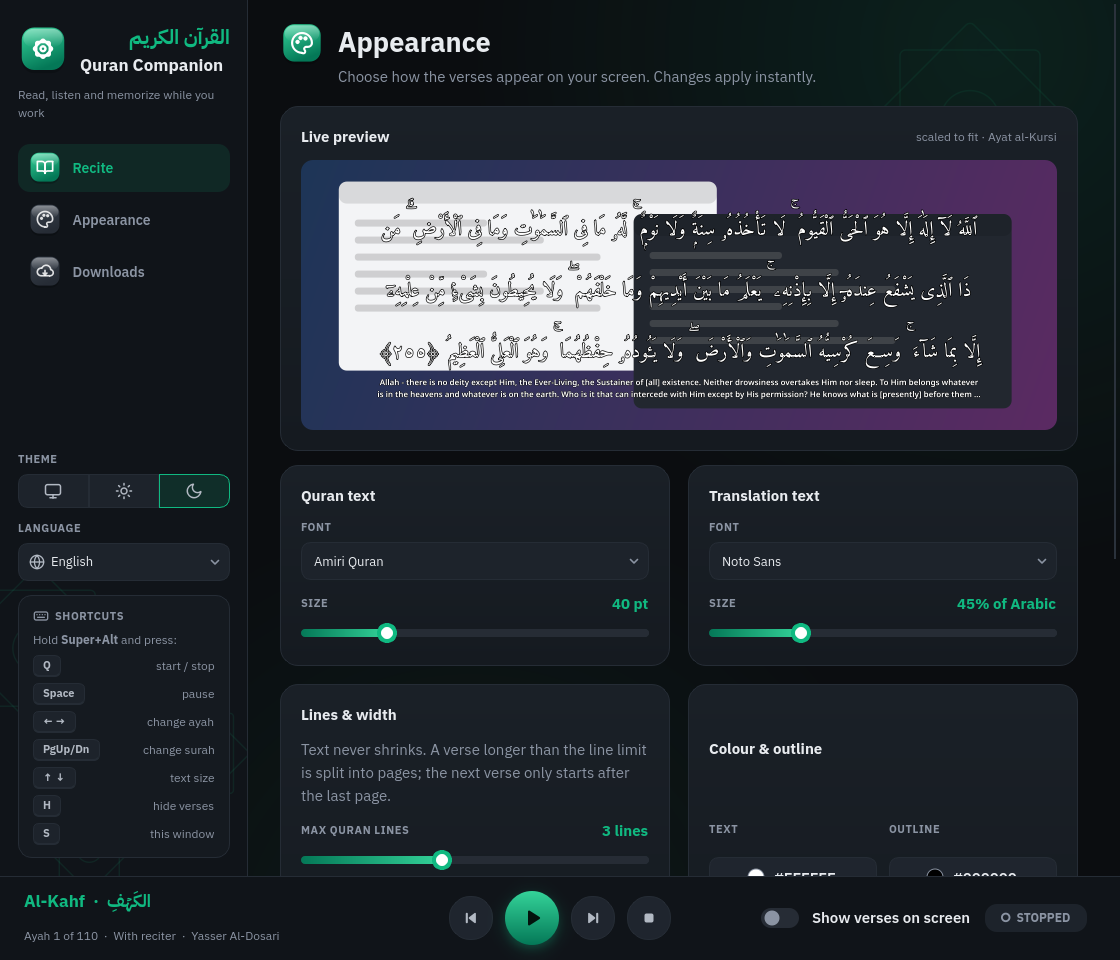 القرآن الكريم
Quran Companion
Read, listen and memorize while you
work
Recite
Appearance
Downloads
THEME
LANGUAGE
English
SHORTCUTS
Hold Super+Alt and press:
Q start / stop
Space pause
← → change ayah
PgUp/Dn change surah
↑ ↓ text size
H hide verses
S this window
Appearance
Choose how the verses appear on your screen. Changes apply instantly.
Live preview
scaled to fit · Ayat al-Kursi
ٱللَّهُ لَآ إِلَٰهَ إِلَّا هُوَ ٱلْحَىُّ ٱلْقَيُّومُ ۚ لَا تَأْخُذُهُۥ سِنَةٌ وَلَا نَوْمٌ ۚ لَّهُۥ مَا فِى ٱلسَّمَٰوَٰتِ وَمَا فِى ٱلْأَرْضِ ۗ مَن
ذَا ٱلَّذِى يَشْفَعُ عِندَهُۥٓ إِلَّا بِإِذْنِهِۦ ۚ يَعْلَمُ مَا بَيْنَ أَيْدِيهِمْ وَمَا خَلْفَهُمْ ۖ وَلَا يُحِيطُونَ بِشَىْءٍ مِّنْ عِلْمِهِۦٓ
إِلَّا بِمَا شَآءَ ۚ وَسِعَ كُرْسِيُّهُ ٱلسَّمَٰوَٰتِ وَٱلْأَرْضَ ۖ وَلَا يَـُٔودُهُۥ حِفْظُهُمَا ۚ وَهُوَ ٱلْعَلِىُّ ٱلْعَظِيمُ ﴿٢٥٥﴾
Allah - there is no deity except Him, the Ever-Living, the Sustainer of [all] existence. Neither drowsiness overtakes Him nor sleep. To Him belongs whatever
is in the heavens and whatever is on the earth. Who is it that can intercede with Him except by His permission? He knows what is [presently] before them ...
Quran text
FONT
Amiri Quran
SIZE 40 pt
Translation text
FONT
Noto Sans
SIZE 45% of Arabic
Lines & width
Text never shrinks. A verse longer than the line limit
is split into pages; the next verse only starts after
the last page.
MAX QURAN LINES 3 lines
Colour & outline
TEXT OUTLINE
Al-Kahf · الكَهْفِ
Ayah 1 of 110 · With reciter · Yasser Al-Dosari
Show verses on screen
STOPPED